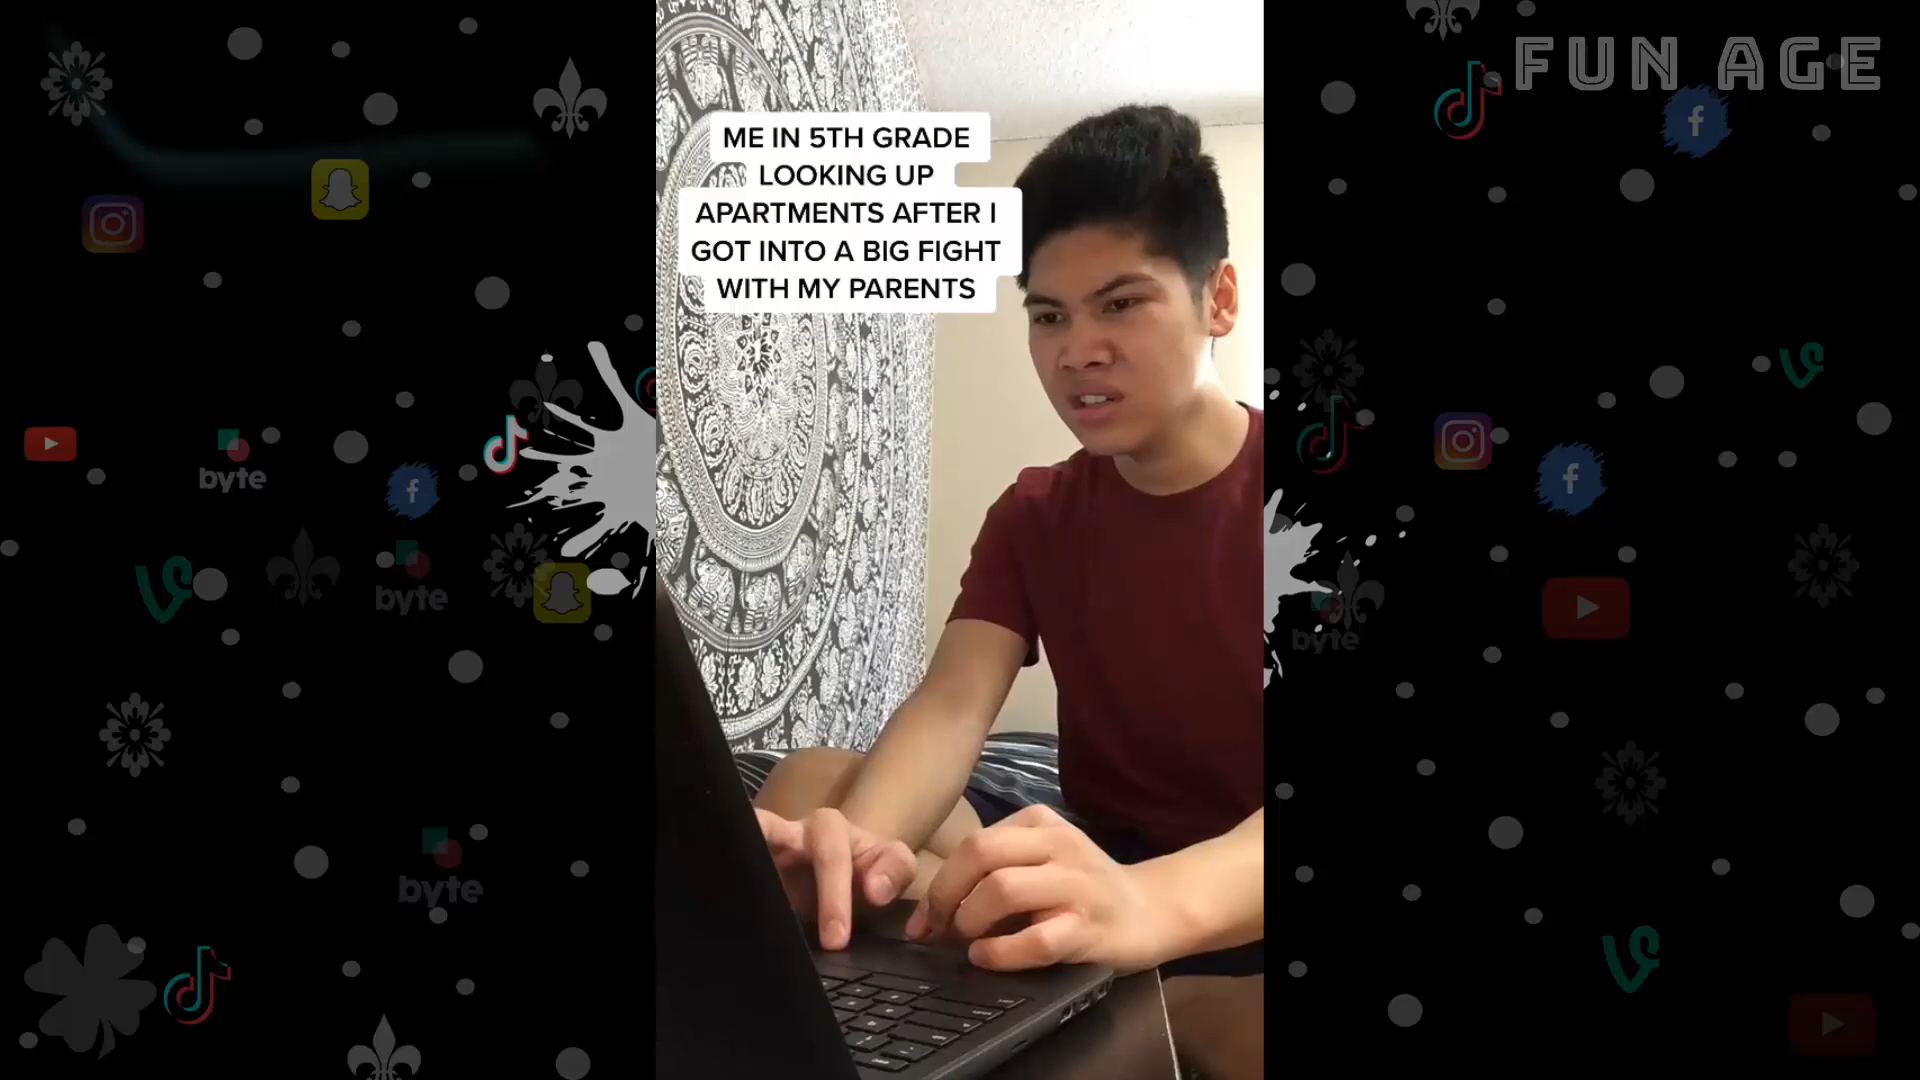 FUN AGE
ME IN 5TH GRADE
LOOKING UP
APARTMENTS AFTER I
GOT INTO A BIG FIGHT
WITH MY PARENTS
byte
byte
byte
byte